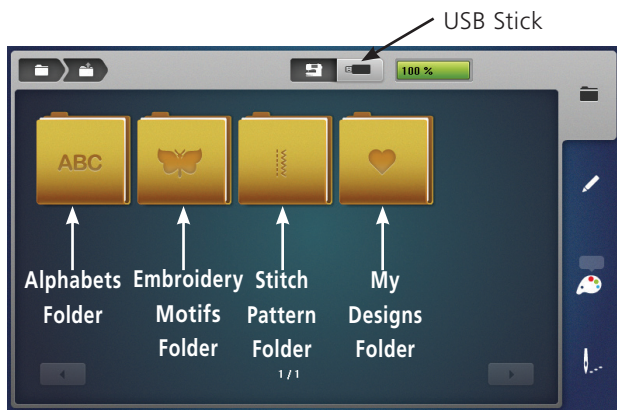 USB Stick
100 %
ABC
Alphabets Folder
Embroidery Motifs Folder
Stitch Pattern Folder
My Designs Folder
1/1